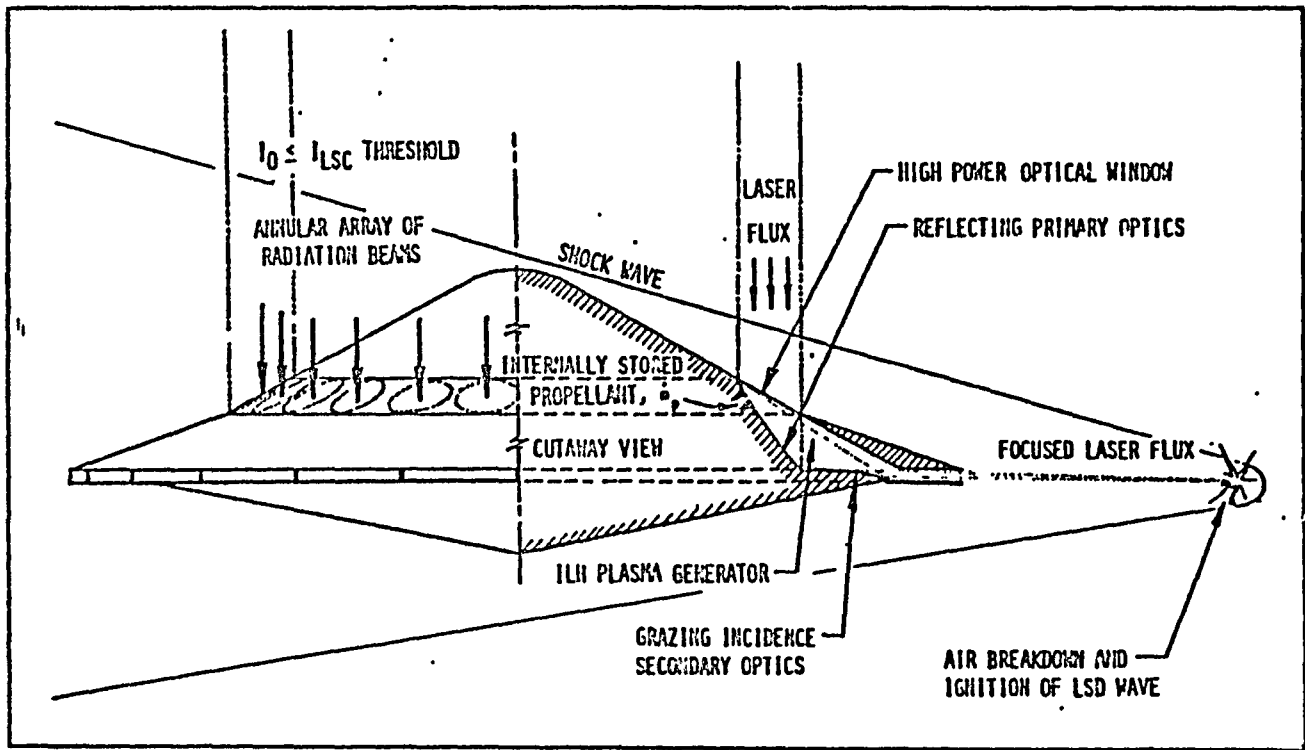 I₀ ≤ I_LSC THRESHOLD
ANNULAR ARRAY OF
RADIATION BEAMS
SHOCK WAVE
LASER
FLUX
HIGH POWER OPTICAL WINDOW
REFLECTING PRIMARY OPTICS
INTERNALLY STORED
PROPELLANT,
CUTAWAY VIEW
FOCUSED LASER FLUX
ILH PLASMA GENERATOR
GRAZING INCIDENCE
SECONDARY OPTICS
AIR BREAKDOWN AND
IGNITION OF LSD WAVE